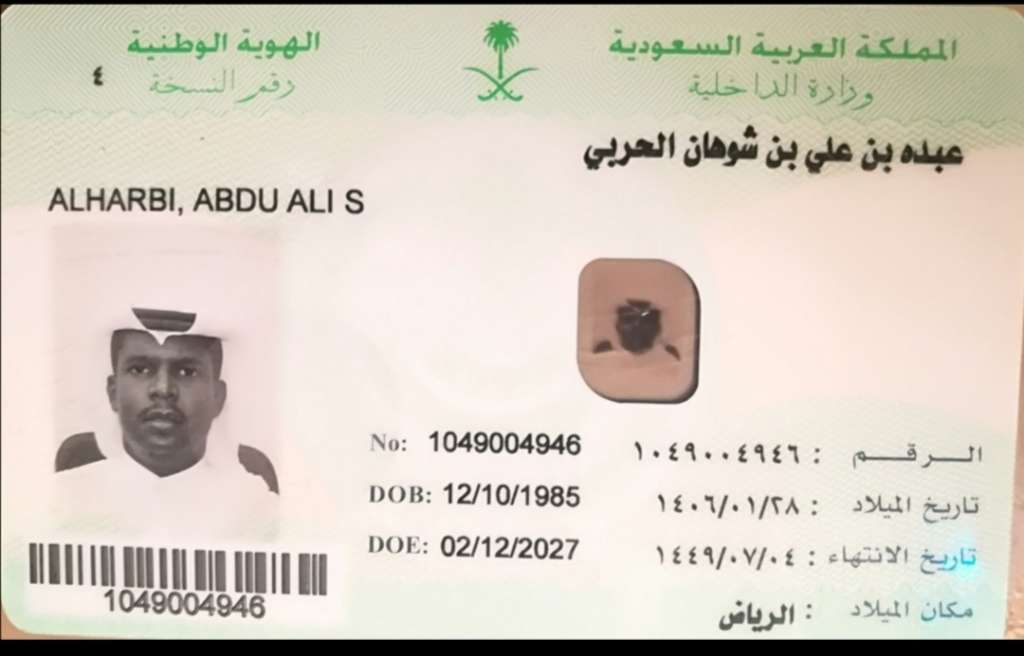 المملكة العربية السعودية
الهوية الوطنية
وزارة الداخلية
رقم النسخة
٤
عبده بن علي بن شوهان الحربي
ALHARBI, ABDU ALI S
No: 1049004946
الرقم : ١٠٤٩٠٠٤٩٤٦
DOB: 12/10/1985
تاريخ الميلاد : ١٤٠٦/٠١/٢٨
DOE: 02/12/2027
تاريخ الانتهاء : ١٤٤٩/٠٧/٠٤
مكان الميلاد : الرياض
1049004946